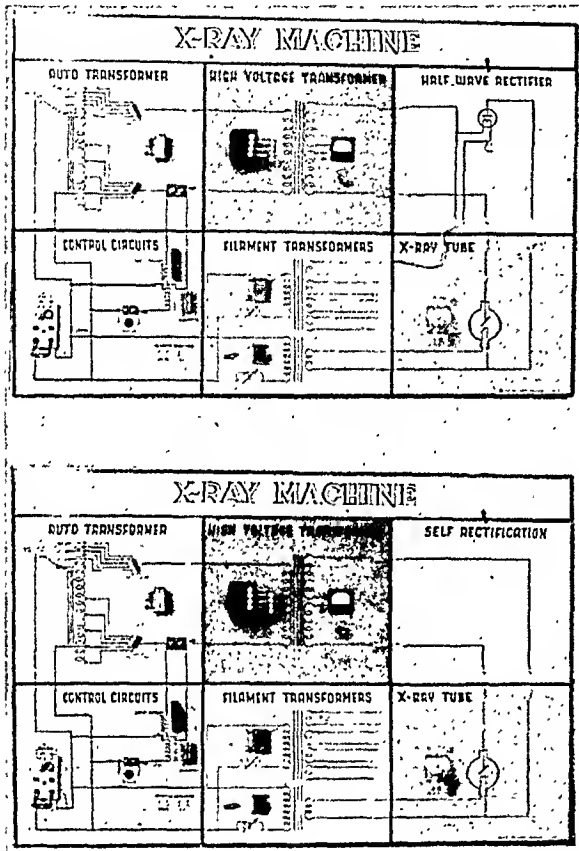 X-RAY MACHINE
AUTO TRANSFORMER
HIGH VOLTAGE TRANSFORMER
HALF WAVE RECTIFIER
CONTROL CIRCUITS
FILAMENT TRANSFORMERS
X-RAY TUBE
X-RAY MACHINE
AUTO TRANSFORMER
HIGH VOLTAGE TRANSFORMER
SELF RECTIFICATION
CONTROL CIRCUITS
FILAMENT TRANSFORMERS
X-RAY TUBE